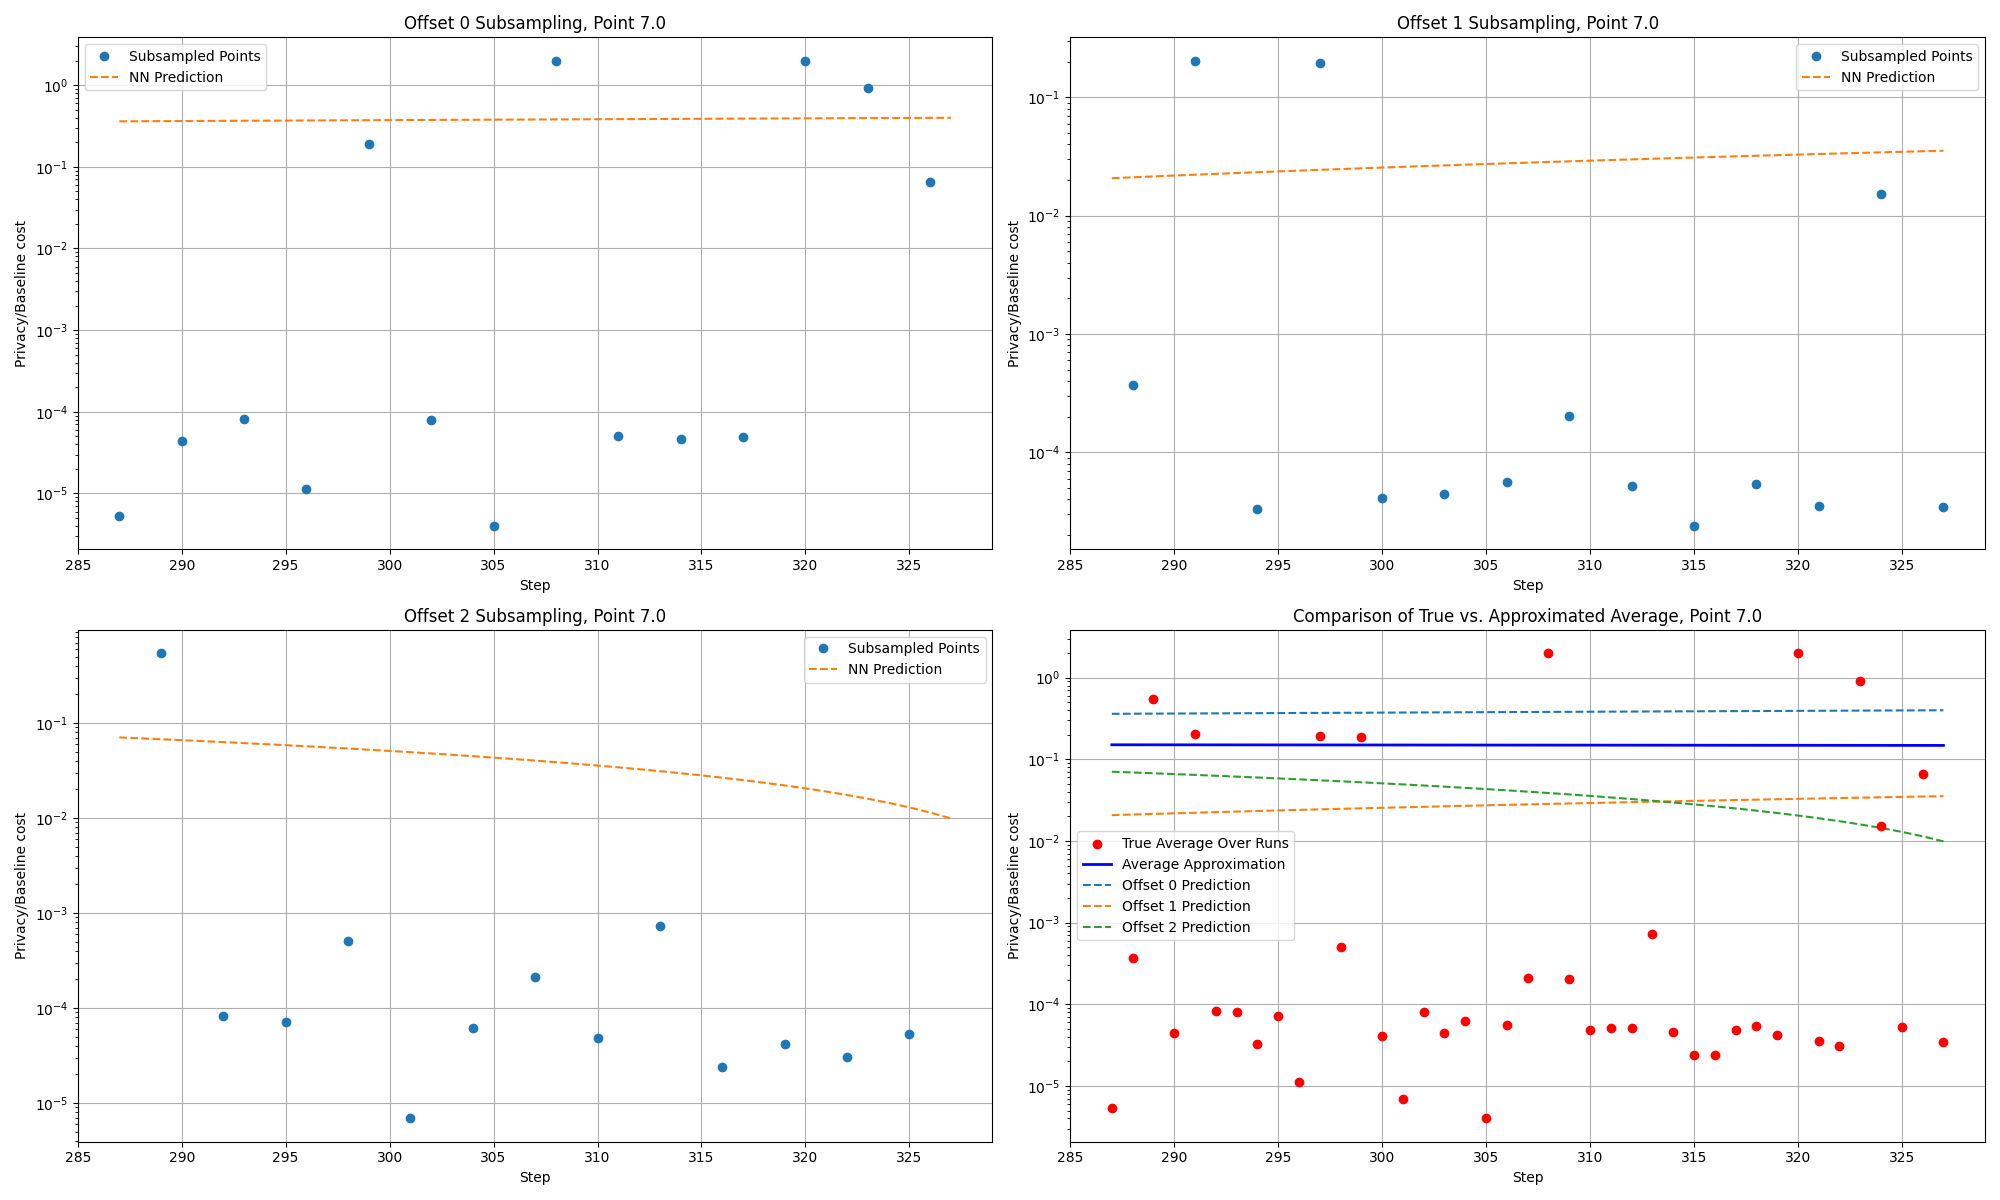 Offset 0 Subsampling, Point 7.0
Subsampled Points
NN Prediction
Privacy/Baseline cost
10⁰
10⁻¹
10⁻²
10⁻³
10⁻⁴
10⁻⁵
285 290 295 300 305 310 315 320 325
Step
Offset 1 Subsampling, Point 7.0
Subsampled Points
NN Prediction
Privacy/Baseline cost
10⁻¹
10⁻²
10⁻³
10⁻⁴
285 290 295 300 305 310 315 320 325
Step
Offset 2 Subsampling, Point 7.0
Subsampled Points
NN Prediction
Privacy/Baseline cost
10⁻¹
10⁻²
10⁻³
10⁻⁴
10⁻⁵
285 290 295 300 305 310 315 320 325
Step
Comparison of True vs. Approximated Average, Point 7.0
Privacy/Baseline cost
10⁰
10⁻¹
10⁻²
10⁻³
10⁻⁴
10⁻⁵
True Average Over Runs
Average Approximation
Offset 0 Prediction
Offset 1 Prediction
Offset 2 Prediction
285 290 295 300 305 310 315 320 325
Step